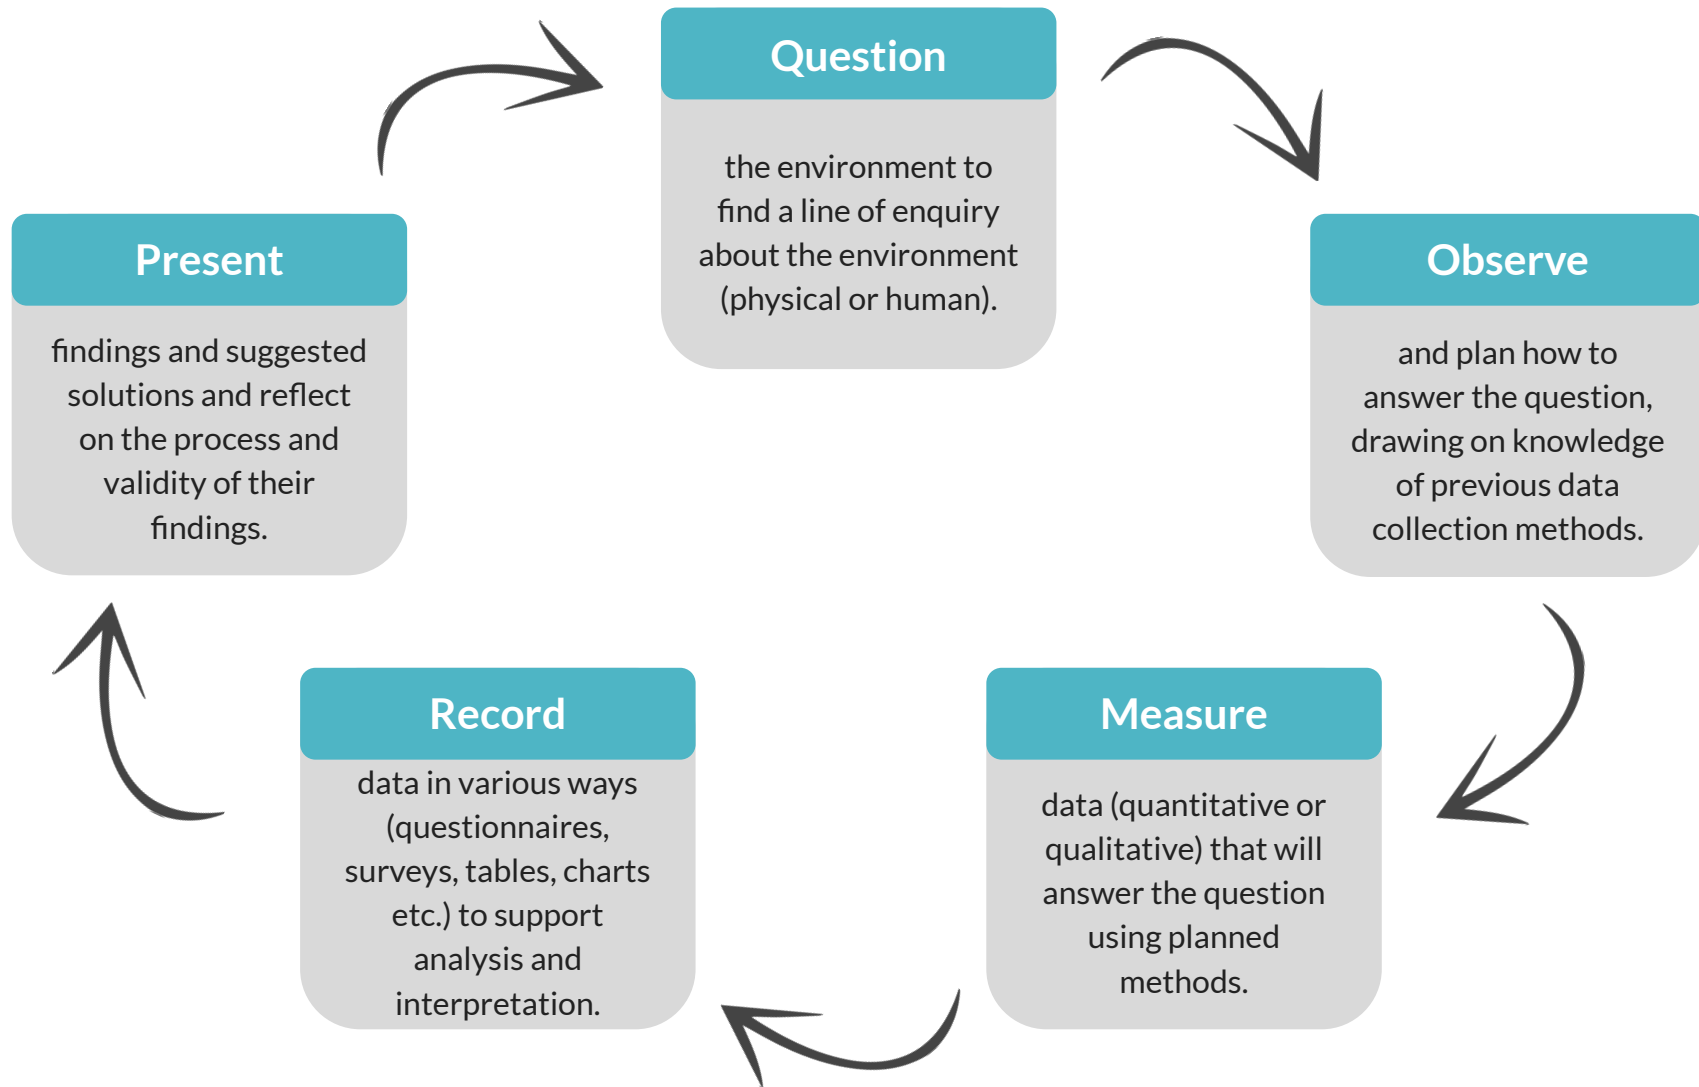 Question
the environment to
find a line of enquiry
about the environment
(physical or human).
Observe
and plan how to
answer the question,
drawing on knowledge
of previous data
collection methods.
Measure
data (quantitative or
qualitative) that will
answer the question
using planned
methods.
Record
data in various ways
(questionnaires,
surveys, tables, charts
etc.) to support
analysis and
interpretation.
Present
findings and suggested
solutions and reflect
on the process and
validity of their
findings.